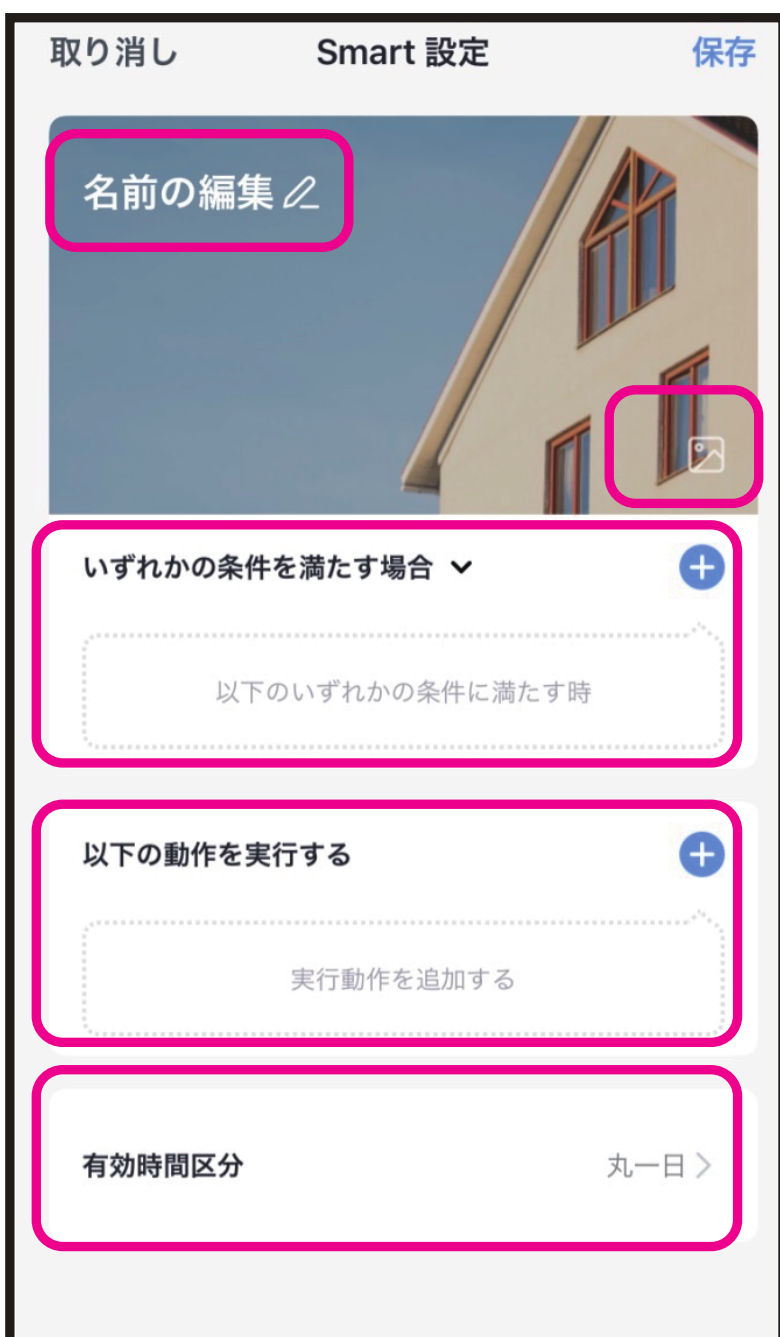 取り消し Smart 設定 保存
名前の編集
いずれかの条件を満たす場合
以下のいずれかの条件に満たす時
以下の動作を実行する
実行動作を追加する
有効時間区分 丸一日